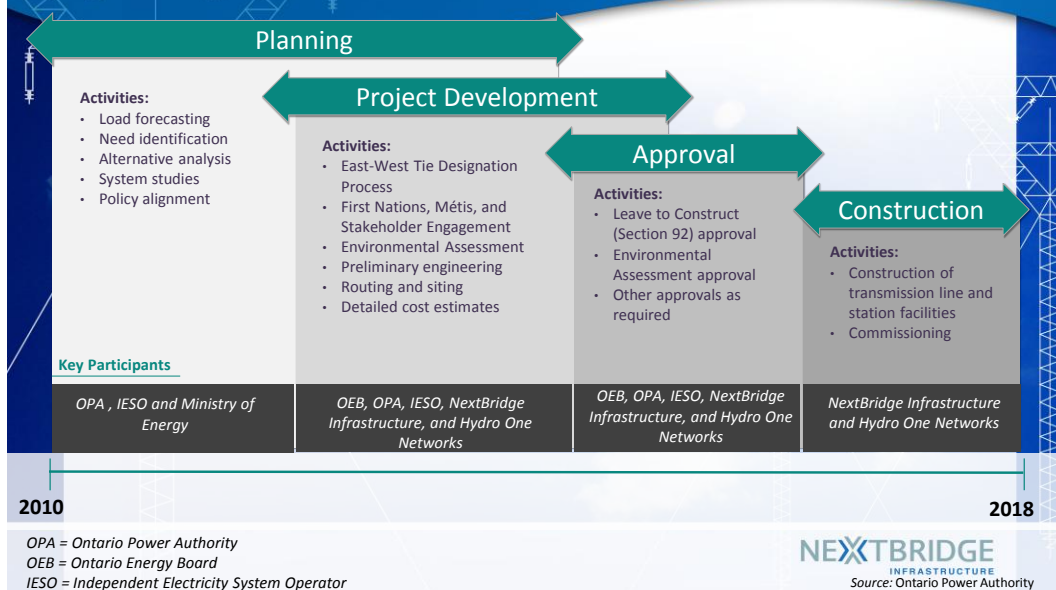 Planning
Activities:
• Load forecasting
• Need identification
• Alternative analysis
• System studies
• Policy alignment
Project Development
Activities:
• East-West Tie Designation
Process
• First Nations, Métis, and
Stakeholder Engagement
• Environmental Assessment
• Preliminary engineering
• Routing and siting
• Detailed cost estimates
Approval
Activities:
• Leave to Construct
(Section 92) approval
• Environmental
Assessment approval
• Other approvals as
required
Construction
Activities:
• Construction of
transmission line and
station facilities
• Commissioning
Key Participants
OPA , IESO and Ministry of
Energy
OEB, OPA, IESO, NextBridge
Infrastructure, and Hydro One
Networks
OEB, OPA, IESO, NextBridge
Infrastructure, and Hydro One
Networks
NextBridge Infrastructure
and Hydro One Networks
2010
2018
OPA = Ontario Power Authority
OEB = Ontario Energy Board
IESO = Independent Electricity System Operator
NEXTBRIDGE
INFRASTRUCTURE
Source: Ontario Power Authority